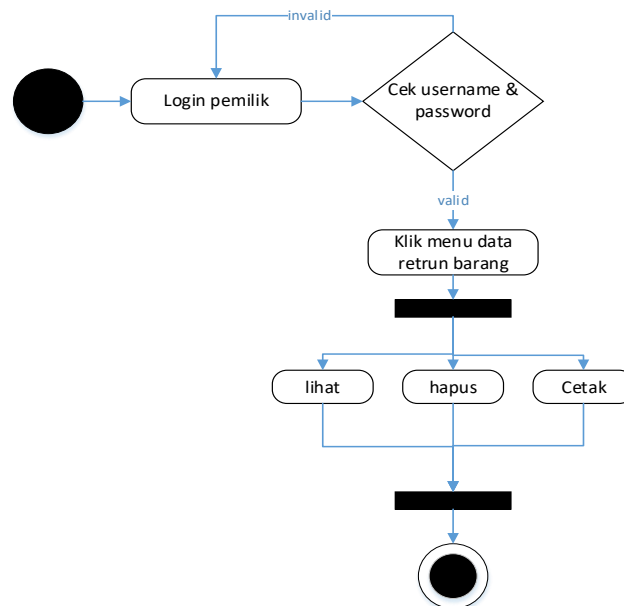 invalid
Login pemilik
Cek username &
password
valid
Klik menu data
retrun barang
lihat
hapus
Cetak